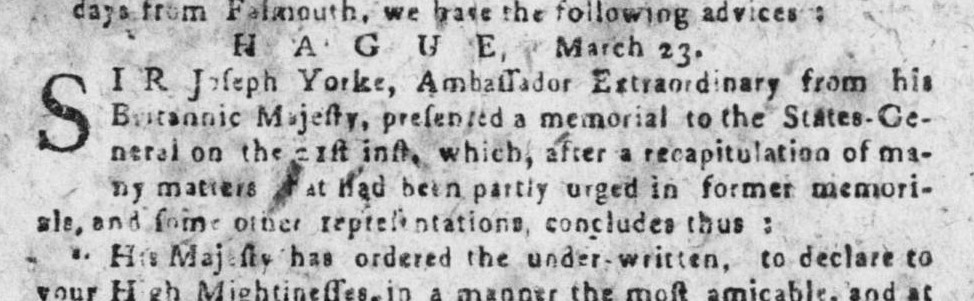 days from Falmouth, we have the following advices :
H A G U E, March 23.
SIR Joseph Yorke, Ambassador Extraordinary from his
Britannic Majesty, presented a memorial to the States-Ge-
neral on the 21st inst. which, after a recapitulation of ma-
ny matters that had been partly urged in former memori-
als, and some other representations, concludes thus :
" His Majesty has ordered the under-written, to declare to
your High Mightinesses, in a manner the most amicable, and at